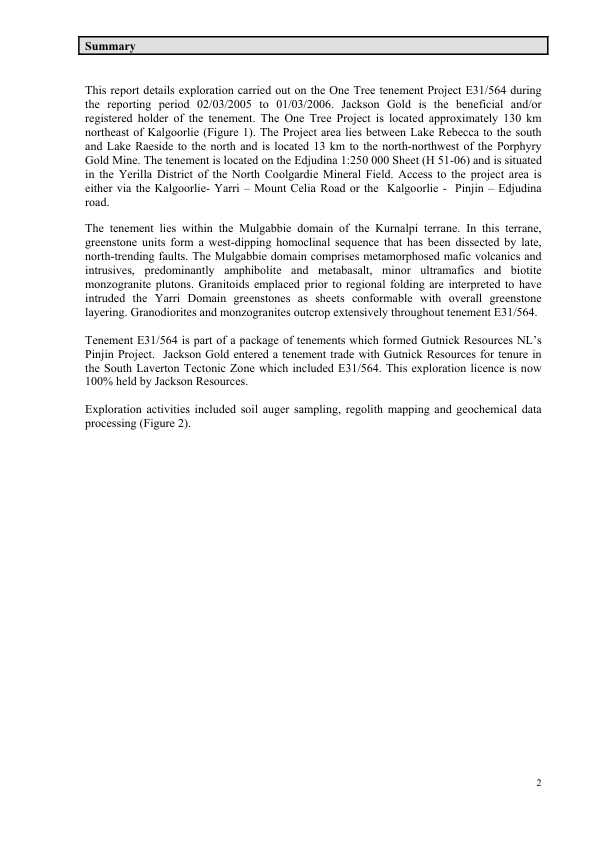 Summary
This report details exploration carried out on the One Tree tenement Project E31/564 during
the reporting period 02/03/2005 to 01/03/2006. Jackson Gold is the beneficial and/or
registered holder of the tenement. The One Tree Project is located approximately 130 km
northeast of Kalgoorlie (Figure 1). The Project area lies between Lake Rebecca to the south
and Lake Raeside to the north and is located 13 km to the north-northwest of the Porphyry
Gold Mine. The tenement is located on the Edjudina 1:250 000 Sheet (H 51-06) and is situated
in the Yerilla District of the North Coolgardie Mineral Field. Access to the project area is
either via the Kalgoorlie- Yarri – Mount Celia Road or the  Kalgoorlie -  Pinjin – Edjudina
road.
The tenement lies within the Mulgabbie domain of the Kurnalpi terrane. In this terrane,
greenstone units form a west-dipping homoclinal sequence that has been dissected by late,
north-trending faults. The Mulgabbie domain comprises metamorphosed mafic volcanics and
intrusives, predominantly amphibolite and metabasalt, minor ultramafics and biotite
monzogranite plutons. Granitoids emplaced prior to regional folding are interpreted to have
intruded the Yarri Domain greenstones as sheets conformable with overall greenstone
layering. Granodiorites and monzogranites outcrop extensively throughout tenement E31/564.
Tenement E31/564 is part of a package of tenements which formed Gutnick Resources NL's
Pinjin Project.  Jackson Gold entered a tenement trade with Gutnick Resources for tenure in
the South Laverton Tectonic Zone which included E31/564. This exploration licence is now
100% held by Jackson Resources.
Exploration activities included soil auger sampling, regolith mapping and geochemical data
processing (Figure 2).
2